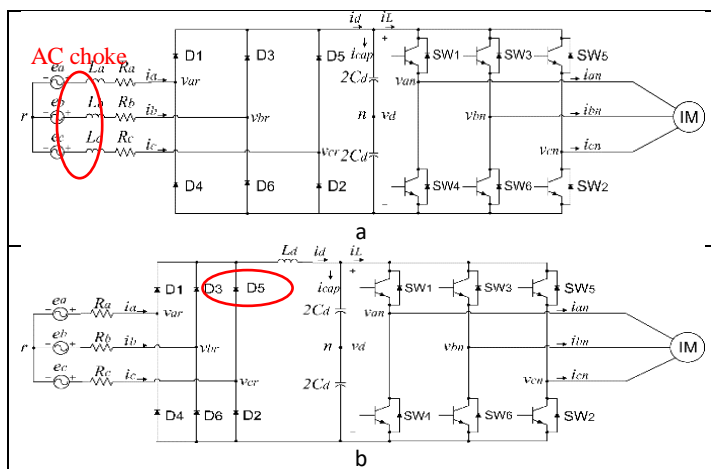 id iL
AC choke
D1 D3 D5
icap
SW1 SW3 SW5
ea La Ra ia
var
2Cd
van
ian
r eb Lb Rb ib
vbr
n vd
vbn
ibn
IM
ec Lc Rc ic
vcr
2Cd
vcn
icn
D4 D6 D2
SW4 SW6 SW2
a
Ld id iL
D1 D3 D5
icap
SW1 SW3 SW5
ea Ra ia
var
2Cd
van
ian
r eb Rb ib
vbr
n vd
vbn
ibn
IM
ec Rc ic
vcr
2Cd
vcn
icn
D4 D6 D2
SW4 SW6 SW2
b